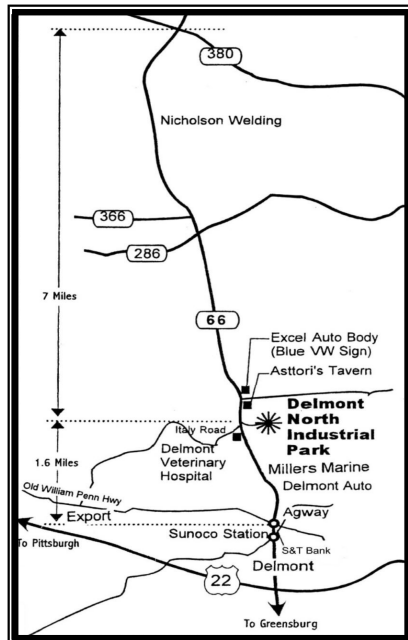 380
Nicholson Welding
366
286
7 Miles
66
Excel Auto Body
(Blue VW Sign)
Asttori's Tavern
Delmont
North
Industrial
Park
Italy Road
Delmont
Veterinary
Hospital
1.6 Miles
Millers Marine
Delmont Auto
Old William Penn Hwy
Export
Agway
Sunoco Station
S&T Bank
To Pittsburgh
Delmont
22
To Greensburg